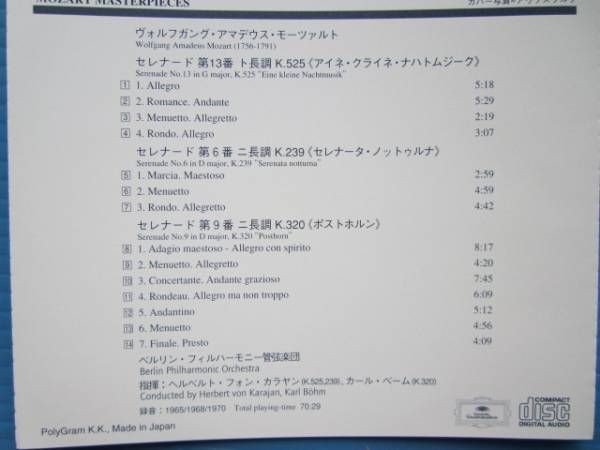 MOZART MASTERPIECES
ヴォルフガング・アマデウス・モーツァルト
Wolfgang Amadeus Mozart (1756-1791)
セレナード 第13番 ト長調 K.525《アイネ・クライネ・ナハトムジーク》
Serenade No.13 in G major, K.525 "Eine kleine Nachtmusik"
1 1. Allegro 5:18
2 2. Romance. Andante 5:29
3 3. Menuetto. Allegretto 2:19
4 4. Rondo. Allegro 3:07
セレナード 第6番 ニ長調 K.239《セレナータ・ノットゥルナ》
Serenade No.6 in D major, K.239 "Serenata notturna"
5 1. Marcia. Maestoso 2:59
6 2. Menuetto 4:59
7 3. Rondo. Allegretto 4:42
セレナード 第9番 ニ長調 K.320《ポストホルン》
Serenade No.9 in D major, K.320 "Posthorn"
8 1. Adagio maestoso - Allegro con spirito 8:17
9 2. Menuetto. Allegretto 4:20
10 3. Concertante. Andante grazioso 7:45
11 4. Rondeau. Allegro ma non troppo 6:09
12 5. Andantino 5:12
13 6. Menuetto 4:56
14 7. Finale. Presto 4:09
ベルリン・フィルハーモニー管弦楽団
Berlin Philharmonic Orchestra
指揮：ヘルベルト・フォン・カラヤン(K.525,239)、カール・ベーム(K.320)
Conducted by Herbert von Karajan, Karl Böhm
録音：1965/1968/1970 Total playing-time 70:29
PolyGram K.K., Made in Japan
Deutsche Grammophon
COMPACT disc DIGITAL AUDIO